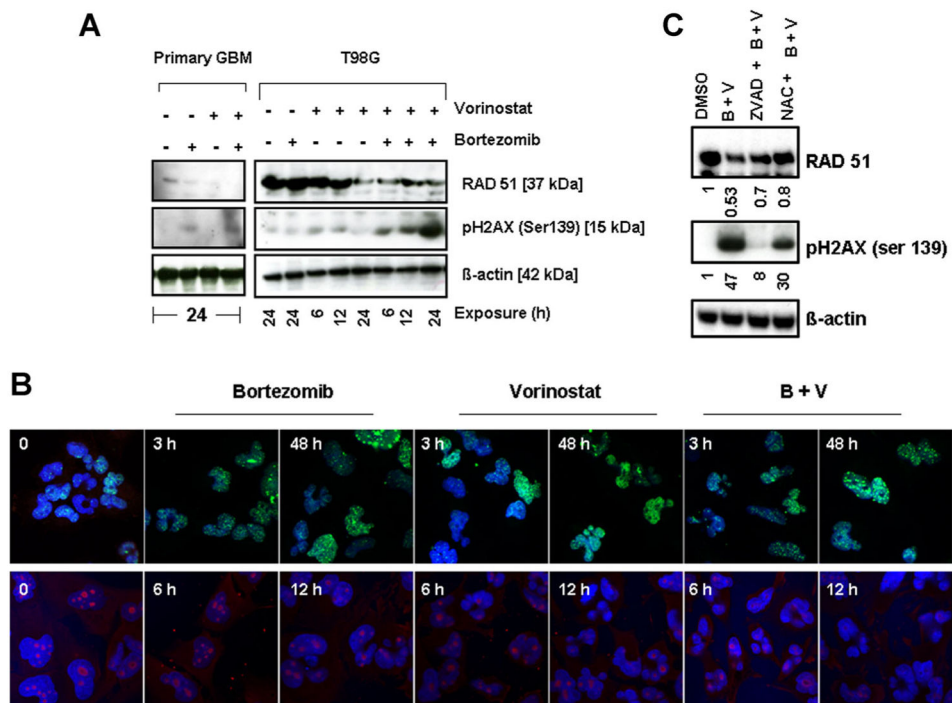 A
Primary GBM T98G
- - + + - - + + + + + + Vorinostat
- + - + - + - - - + + + Bortezomib
RAD 51 [37 kDa]
pH2AX (Ser139) [15 kDa]
ß-actin [42 kDa]
24 24 24 6 12 24 6 12 24 Exposure (h)
C
DMSO
B + V
ZVAD + B + V
NAC + B + V
RAD 51
1 0.53 0.7 0.8
pH2AX (ser 139)
1 47 8 30
ß-actin
B
Bortezomib Vorinostat B + V
0 3 h 48 h 3 h 48 h 3 h 48 h
0 6 h 12 h 6 h 12 h 6 h 12 h